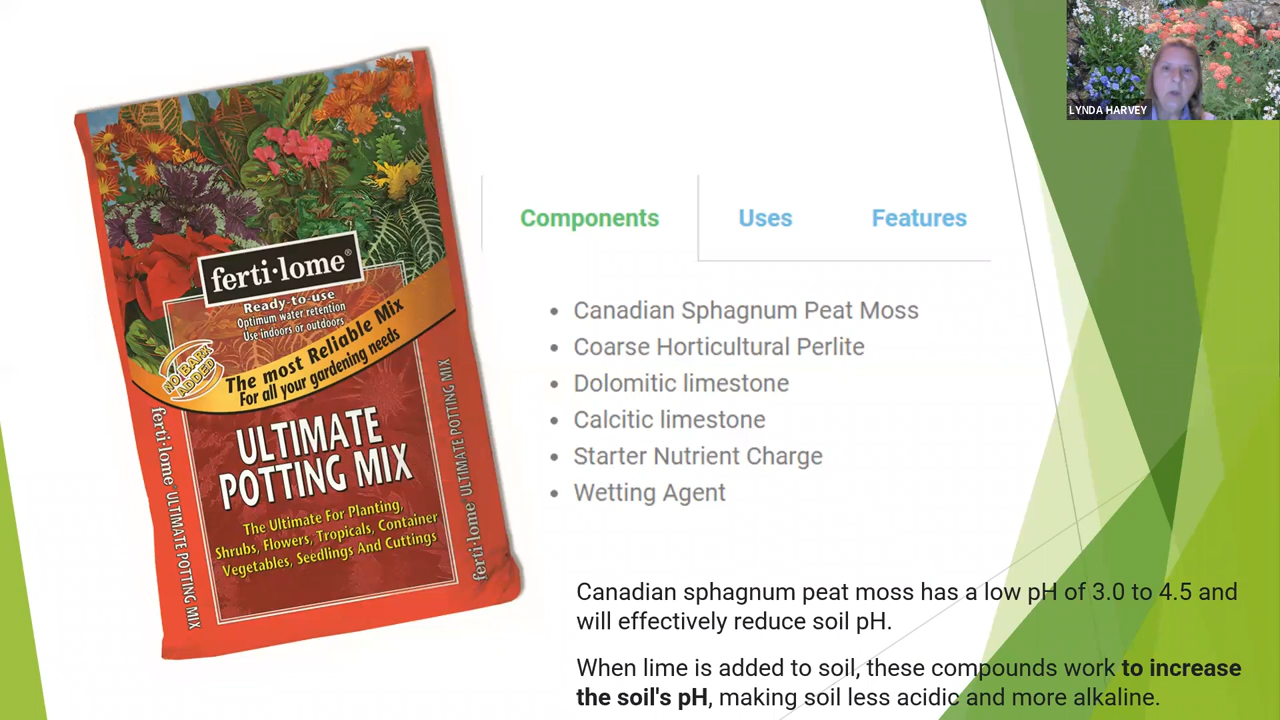 LYNDA HARVEY
ferti·lome®
Ready-to-use
Optimum water retention
Use indoors or outdoors
NO BARK
ADDED
The most Reliable Mix
For all your gardening needs
ULTIMATE
POTTING MIX
The Ultimate For Planting,
Shrubs, Flowers, Tropicals, Container
Vegetables, Seedlings And Cuttings
ferti·lome® ULTIMATE POTTING MIX
ferti·lome® ULTIMATE POTTING MIX
Components
Uses
Features
• Canadian Sphagnum Peat Moss
• Coarse Horticultural Perlite
• Dolomitic limestone
• Calcitic limestone
• Starter Nutrient Charge
• Wetting Agent
Canadian sphagnum peat moss has a low pH of 3.0 to 4.5 and
will effectively reduce soil pH.
When lime is added to soil, these compounds work to increase
the soil's pH, making soil less acidic and more alkaline.